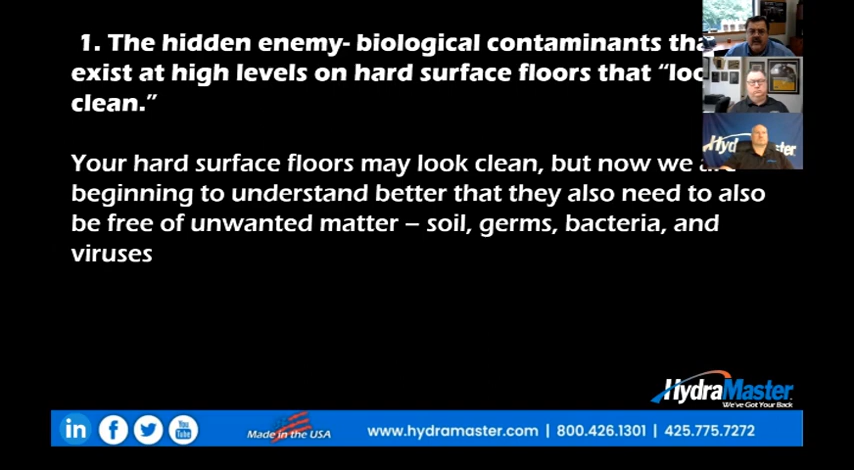 1. The hidden enemy- biological contaminants
exist at high levels on hard surface floors that
clean.”
Your hard surface floors may look clean, but now we
beginning to understand better that they also need to also
be free of unwanted matter – soil, germs, bacteria, and
viruses
HydraMaster
We've Got Your Back
in
You
Tube
Made in the USA
www.hydramaster.com | 800.426.1301 | 425.775.7272